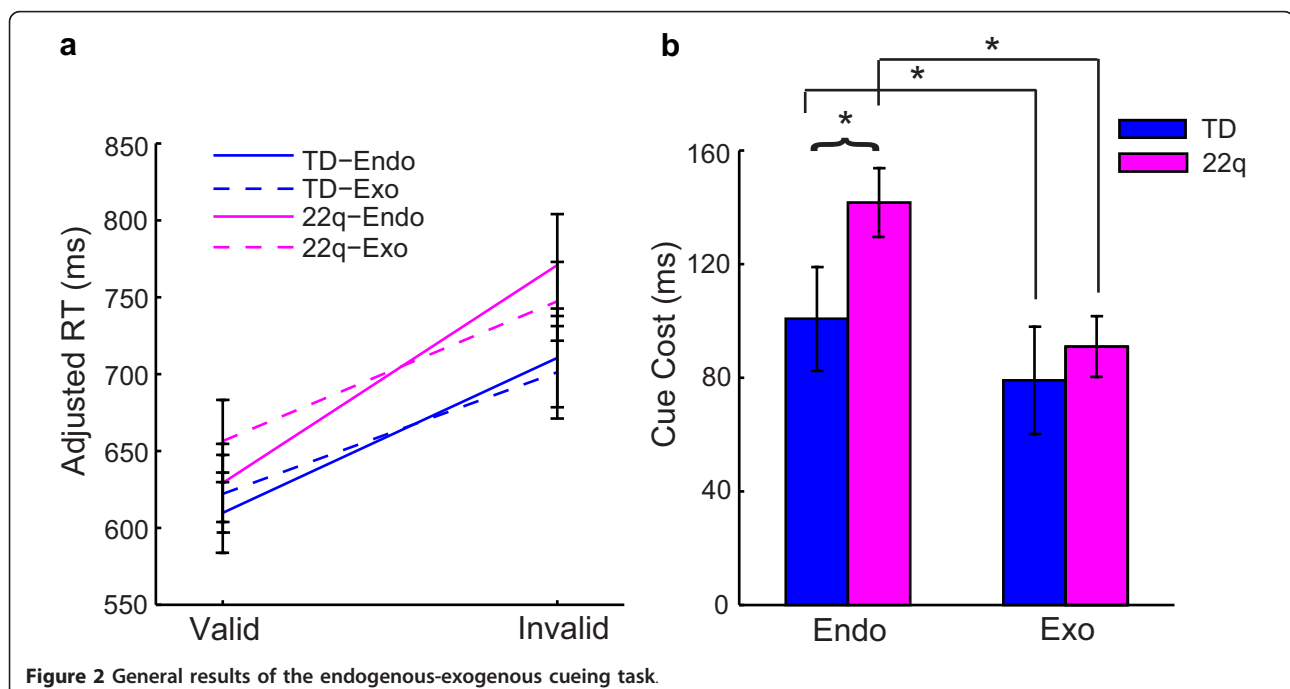 a
Adjusted RT (ms)
850
800
750
700
650
600
550
TD−Endo
TD−Exo
22q−Endo
22q−Exo
Valid Invalid
b
*
*
*
TD
22q
Cue Cost (ms)
160
120
80
40
0
Endo Exo
Figure 2 General results of the endogenous-exogenous cueing task.